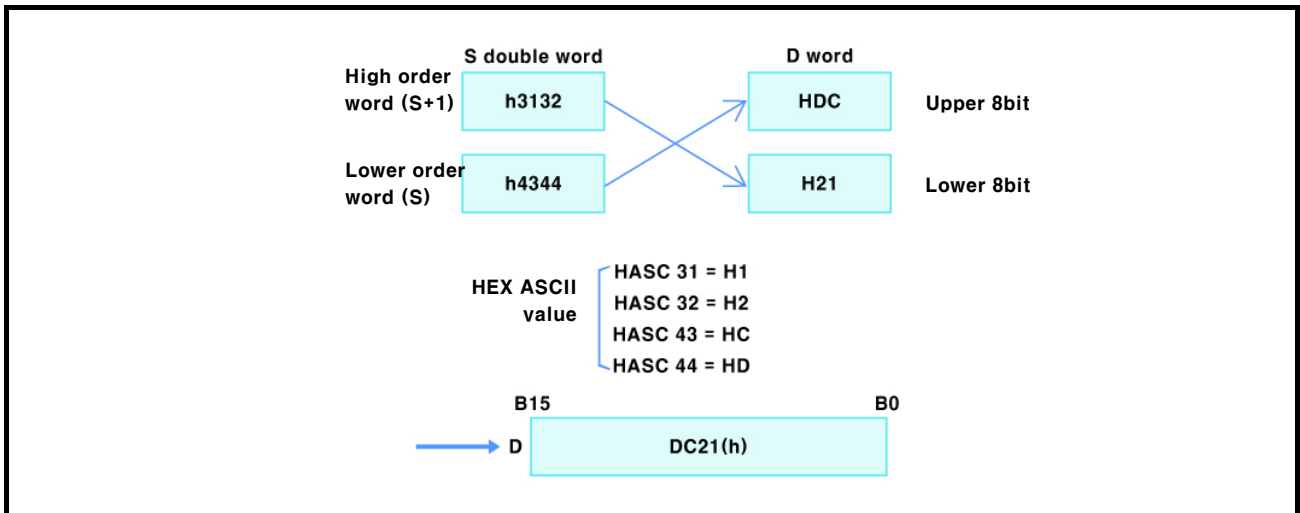 S double word
D word
High order
word (S+1)
h3132
HDC
Upper 8bit
Lower order
word (S)
h4344
H21
Lower 8bit
HEX ASCII
value
HASC 31 = H1
HASC 32 = H2
HASC 43 = HC
HASC 44 = HD
B15
B0
D
DC21(h)